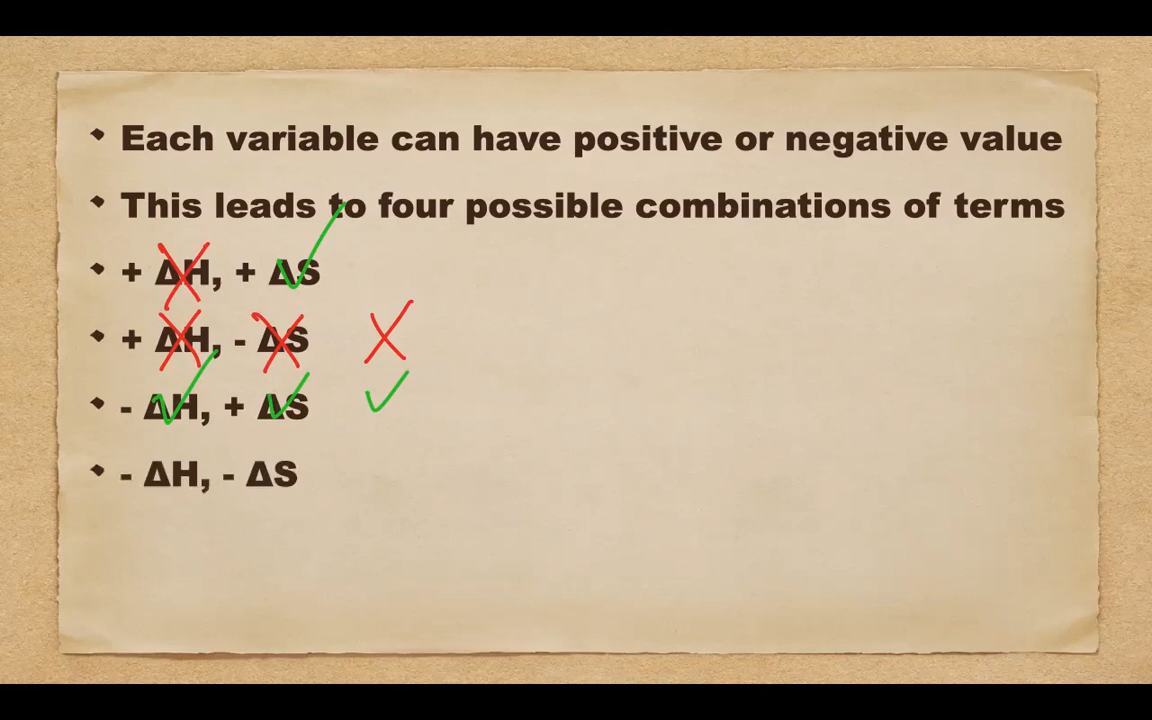 Each variable can have positive or negative value
This leads to four possible combinations of terms
+ ΔH, + ΔS
+ ΔH, - ΔS
- ΔH, + ΔS
- ΔH, - ΔS